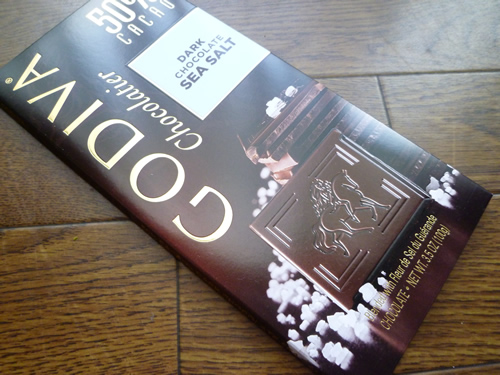 50%
CACAO
DARK
CHOCOLATE
SEA SALT
GODIVA®
Chocolatier
with Fleur de Sel du Guérande
CHOCOLATE • NET WT. 3.5 OZ (100g)